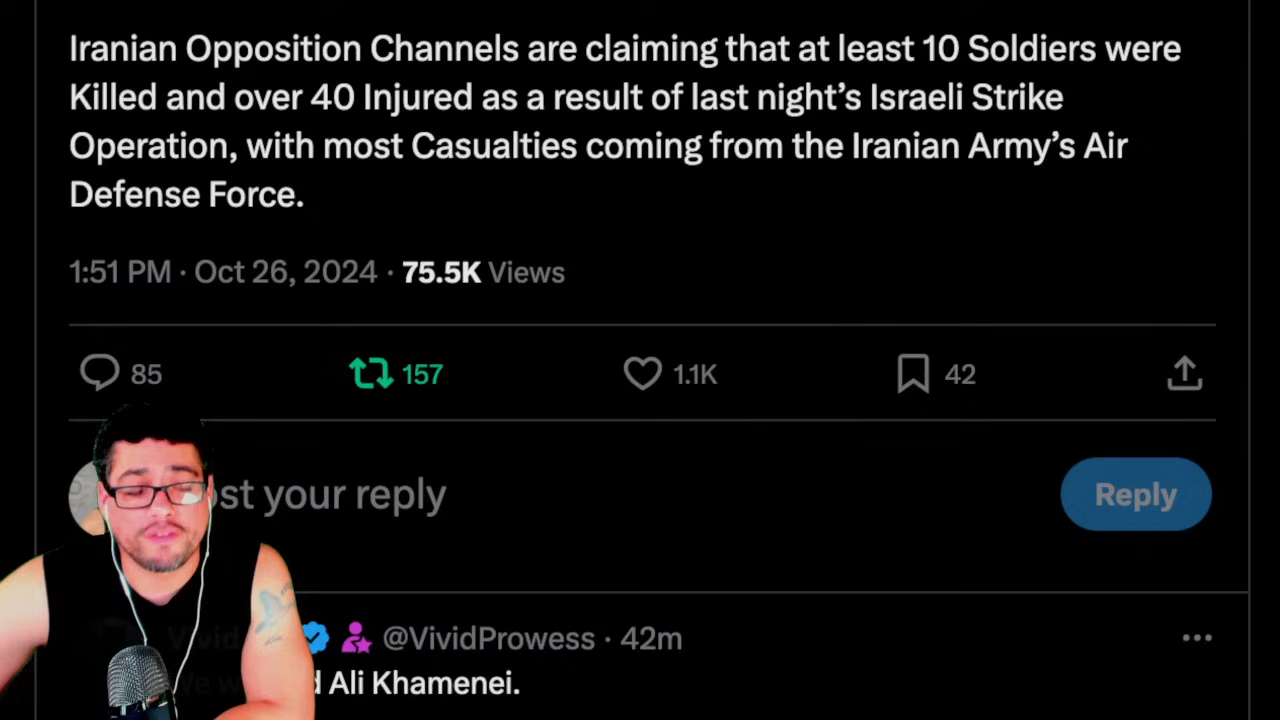 Iranian Opposition Channels are claiming that at least 10 Soldiers were
Killed and over 40 Injured as a result of last night's Israeli Strike
Operation, with most Casualties coming from the Iranian Army's Air
Defense Force.
1:51 PM · Oct 26, 2024 · 75.5K Views
85 157 1.1K 42
your reply
Reply
@VividProwess · 42m
Ali Khamenei.